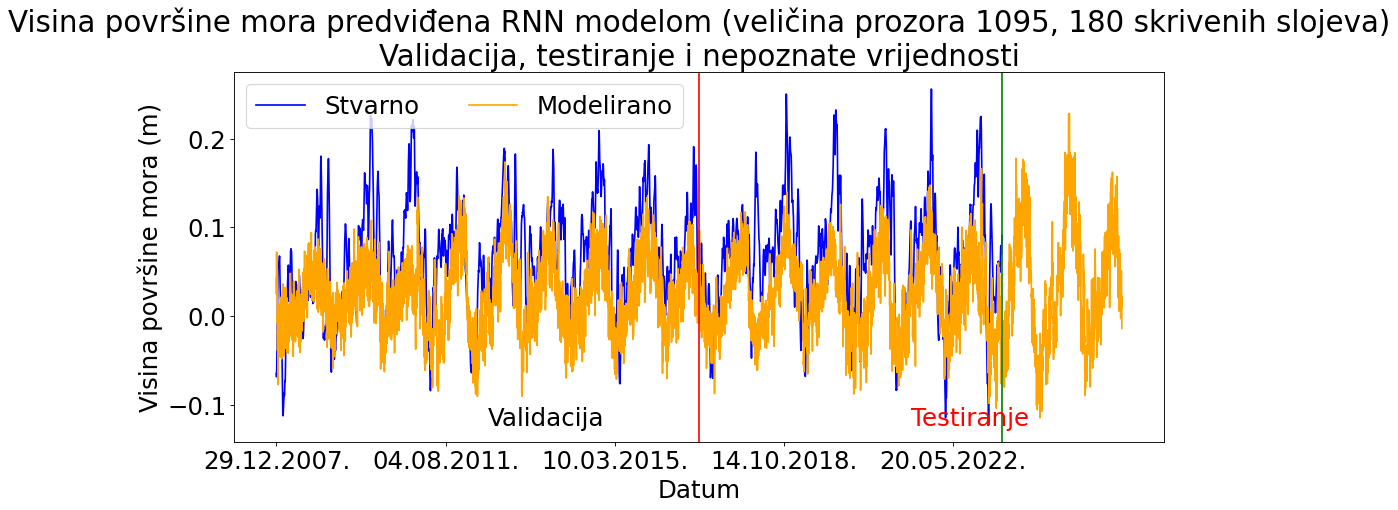 Visina površine mora predviđena RNN modelom (veličina prozora 1095, 180 skrivenih slojeva)
Validacija, testiranje i nepoznate vrijednosti
Stvarno
Modelirano
Visina površine mora (m)
0.2
0.1
0.0
−0.1
Validacija
Testiranje
29.12.2007.
04.08.2011.
10.03.2015.
14.10.2018.
20.05.2022.
Datum